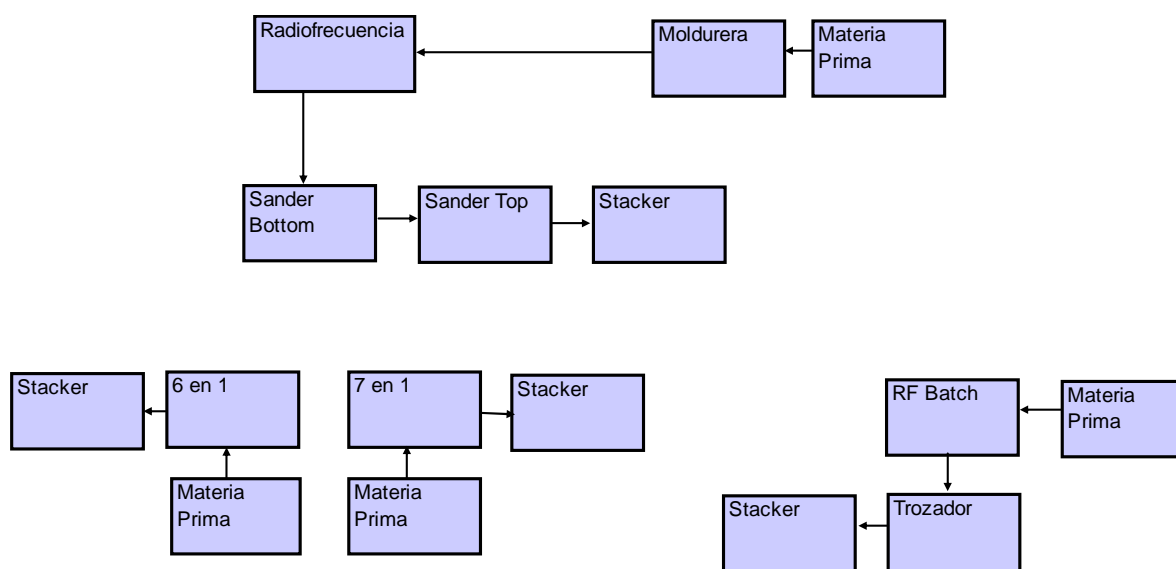 Radiofrecuencia
Moldurera
Materia
Prima
Sander
Bottom
Sander Top
Stacker
Stacker
6 en 1
7 en 1
Stacker
Materia
Prima
Materia
Prima
RF Batch
Materia
Prima
Stacker
Trozador